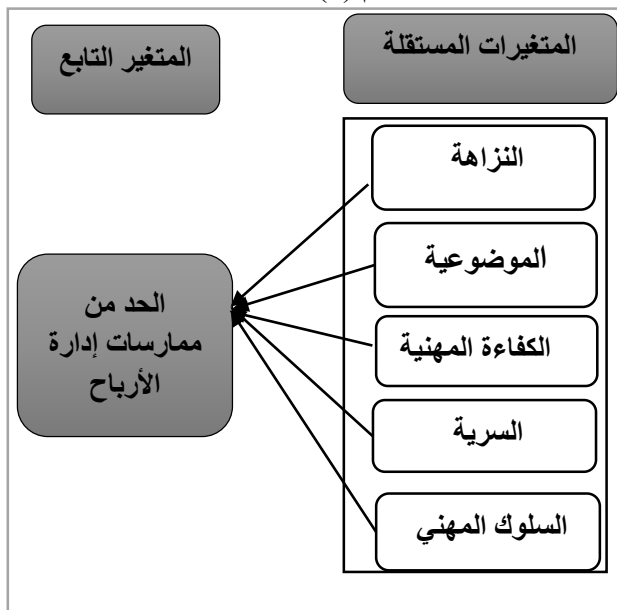 المتغيرات المستقلة
المتغير التابع
النزاهة
الموضوعية
الكفاءة المهنية
السرية
السلوك المهني
الحد من
ممارسات إدارة
الأرباح